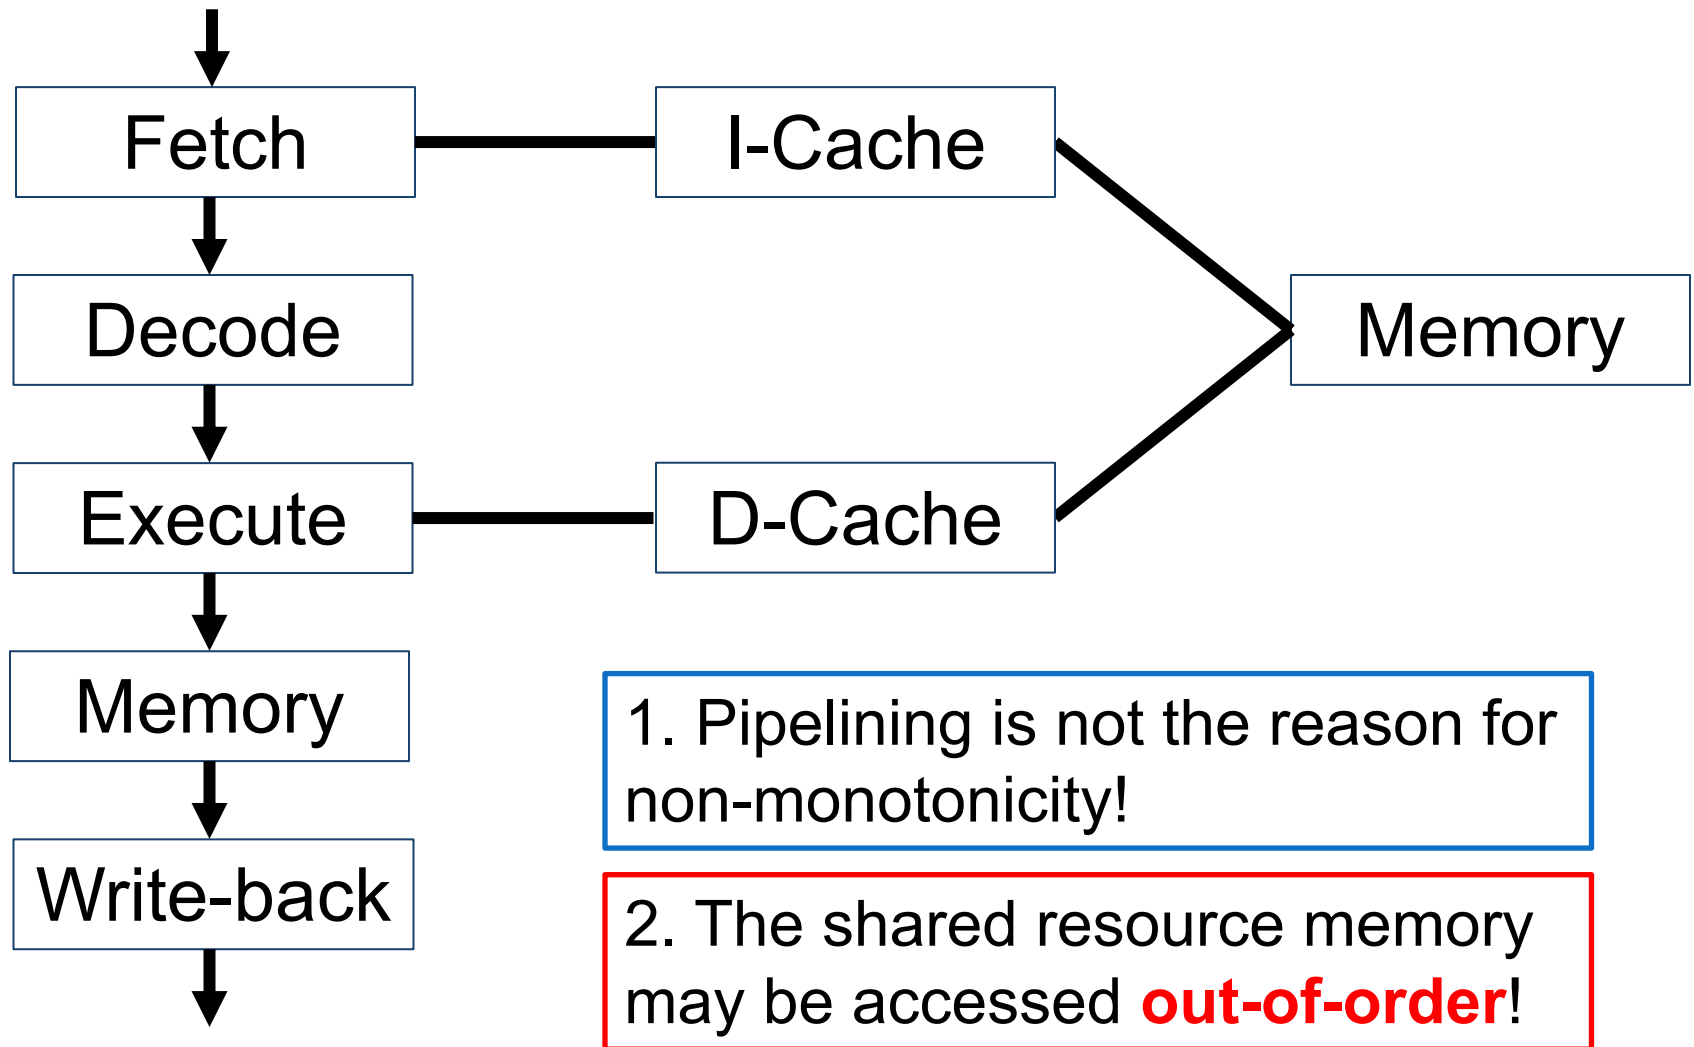 Fetch
I-Cache
Decode
Memory
Execute
D-Cache
Memory
Write-back
1. Pipelining is not the reason for
non-monotonicity!
2. The shared resource memory
may be accessed out-of-order!